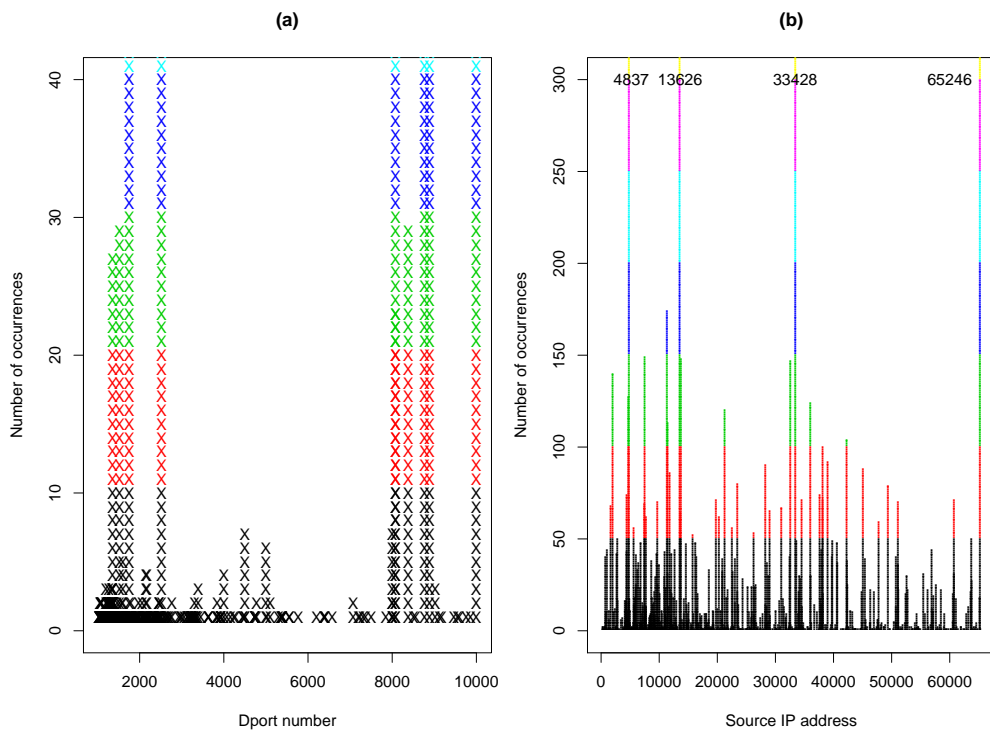 (a)
Number of occurrences
40
30
20
10
0
2000 4000 6000 8000 10000
Dport number
(b)
Number of occurrences
300
250
200
150
100
50
0
4837 13626 33428 65246
0 10000 20000 30000 40000 50000 60000
Source IP address